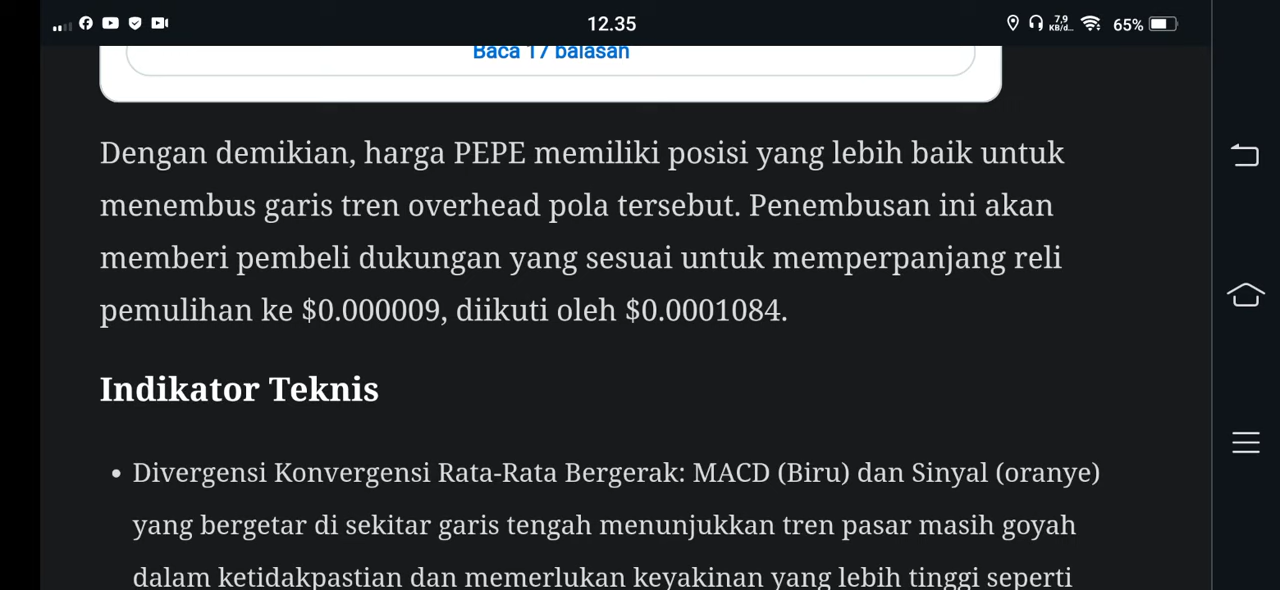 12.35
7,9
KB/d...
65%
Baca 17 balasan
Dengan demikian, harga PEPE memiliki posisi yang lebih baik untuk
menembus garis tren overhead pola tersebut. Penembusan ini akan
memberi pembeli dukungan yang sesuai untuk memperpanjang reli
pemulihan ke $0.000009, diikuti oleh $0.0001084.
Indikator Teknis
• Divergensi Konvergensi Rata-Rata Bergerak: MACD (Biru) dan Sinyal (oranye)
yang bergetar di sekitar garis tengah menunjukkan tren pasar masih goyah
dalam ketidakpastian dan memerlukan keyakinan yang lebih tinggi seperti